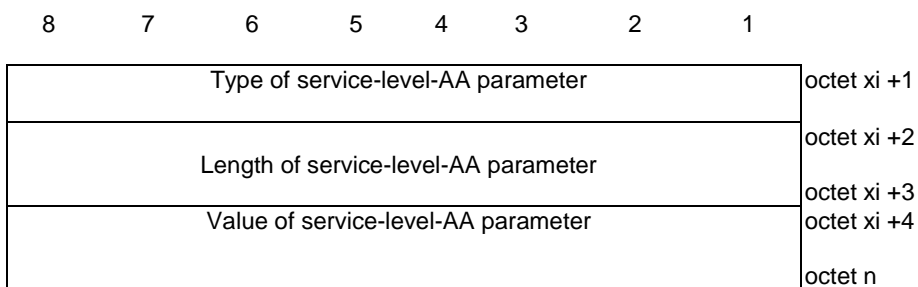 8 7 6 5 4 3 2 1
Type of service-level-AA parameter octet xi +1
octet xi +2
Length of service-level-AA parameter
octet xi +3
Value of service-level-AA parameter octet xi +4
octet n